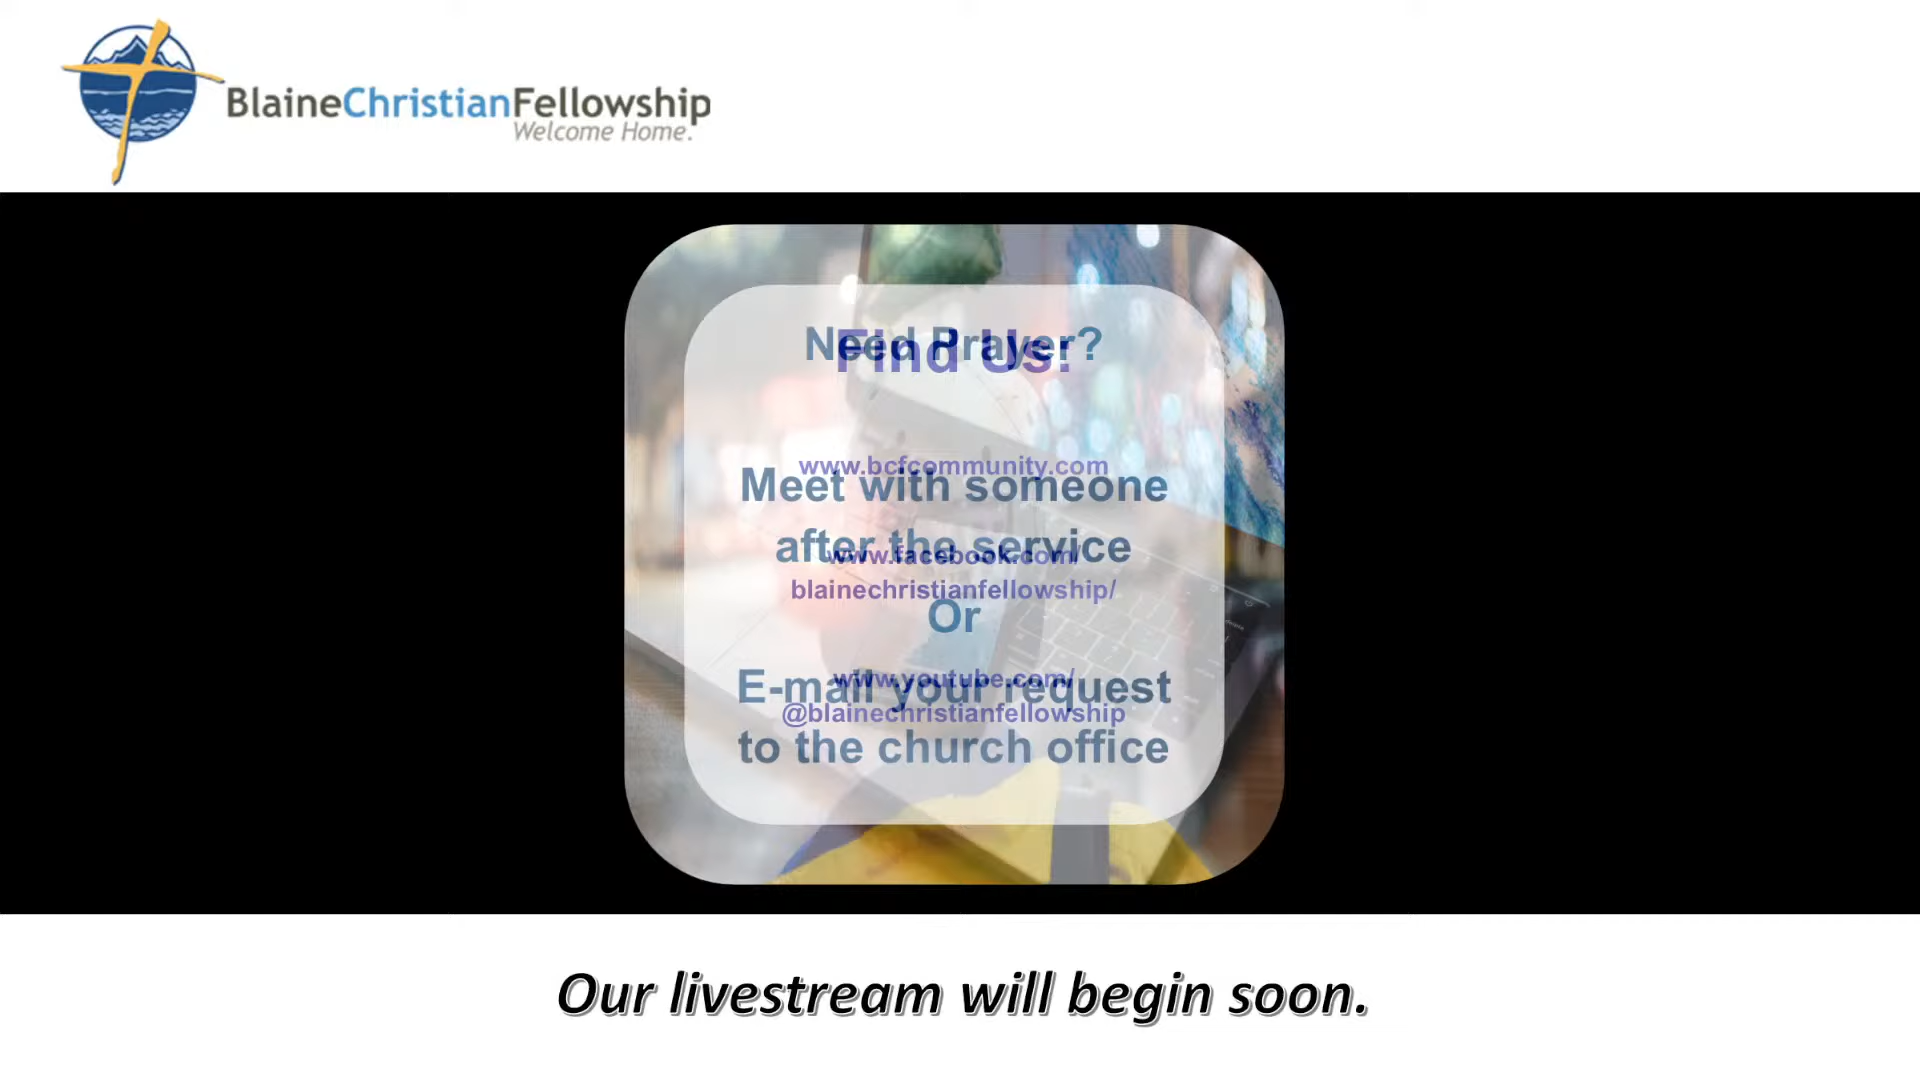 BlaineChristianFellowship
Welcome Home.
Need Prayer?
Meet with someone
after the service
Or
E-mail your request
to the church office
Find Us:
www.bcfcommunity.com
www.facebook.com/
blainechristianfellowship/
www.youtube.com/
@blainechristianfellowship
Our livestream will begin soon.